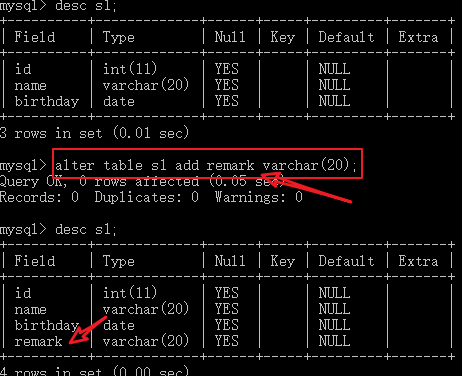 mysql> desc sl;
+----------+-------------+------+-----+---------+-------+
| Field | Type | Null | Key | Default | Extra |
+----------+-------------+------+-----+---------+-------+
| id | int(11) | YES | | NULL | |
| name | varchar(20) | YES | | NULL | |
| birthday | date | YES | | NULL | |
+----------+-------------+------+-----+---------+-------+
3 rows in set (0.01 sec)
mysql> alter table sl add remark varchar(20);
Query OK, 0 rows affected (0.05 sec)
Records: 0 Duplicates: 0 Warnings: 0
mysql> desc sl;
+----------+-------------+------+-----+---------+-------+
| Field | Type | Null | Key | Default | Extra |
+----------+-------------+------+-----+---------+-------+
| id | int(11) | YES | | NULL | |
| name | varchar(20) | YES | | NULL | |
| birthday | date | YES | | NULL | |
| remark | varchar(20) | YES | | NULL | |
+----------+-------------+------+-----+---------+-------+
4 rows in set (0.00 sec)